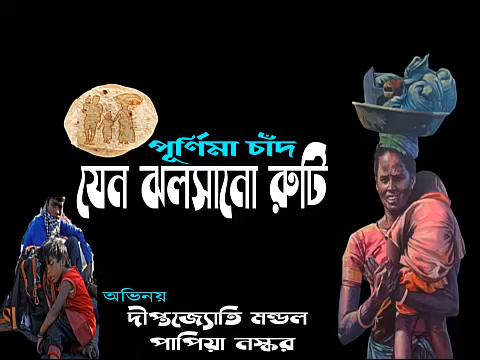 পূর্ণিমা চাঁদ
যেন ঝলসানো রুটি
অভিনয়
দীপ্তজ্যোতি মন্ডল
পাপিয়া নস্কর